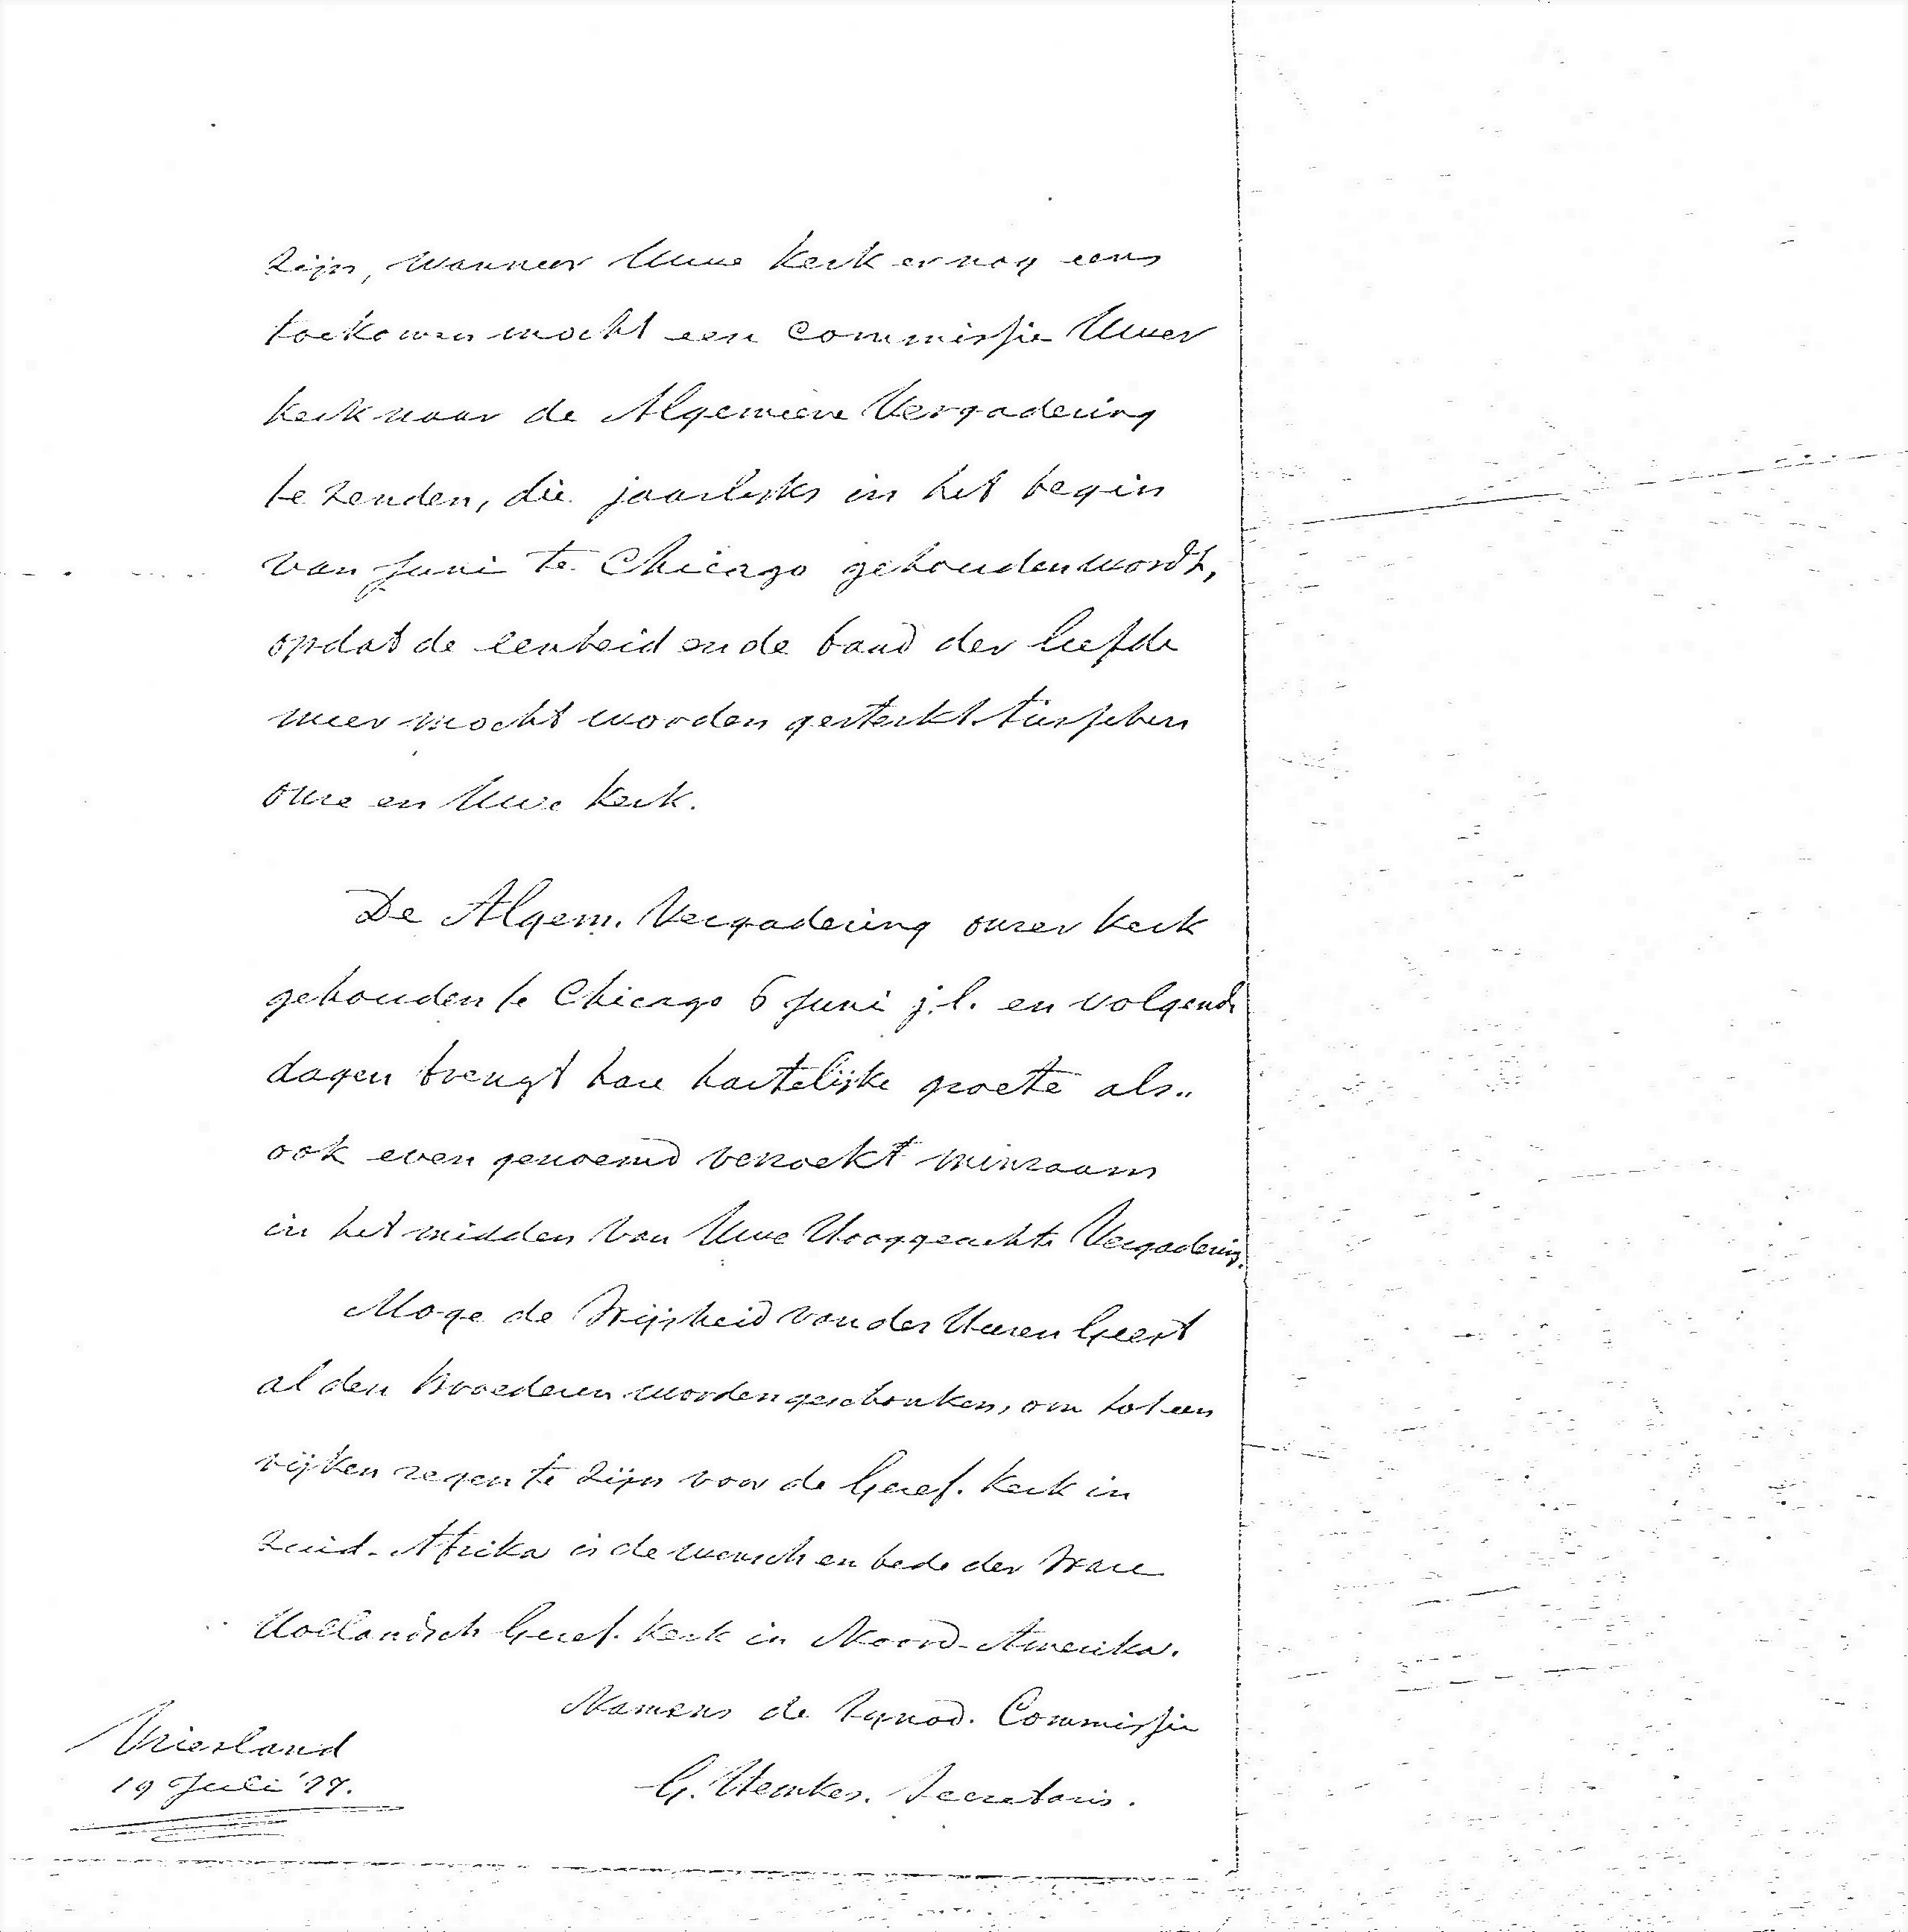 zijn, wanneer Uwe Kerk er nog eens
toekomen mocht een Commissie Uwer
Kerk naar de Algemeene Vergadering
te zenden, die jaarlijks in het begin
van Juni te Chicago gehouden wordt,
opdat de eenheid en de band der liefde
meer mocht worden gesterkt tusschen
onze en Uwe Kerk.
De Algem. Vergadering onzer Kerk
gehouden te Chicago 6 Juni j.l. en volgende
dagen brengt hare hartelijke groete als..
ook even genoemd verzoekt minzaam
in het midden van Uwe Hooggeachte Vergadering.
Moge de Wijsheid van des Heeren Geest
al den Broederen worden geschonken, om tot een
rijken zegen te zijn voor de Geref. Kerk in
Zuid-Afrika is de wensch en bede der Ware
Hollandsch Geref. Kerk in Noord-Amerika.
Namens de Synod. Commissie
G. Hemkes. Secretaris.
Vriesland
19 Juli '77.